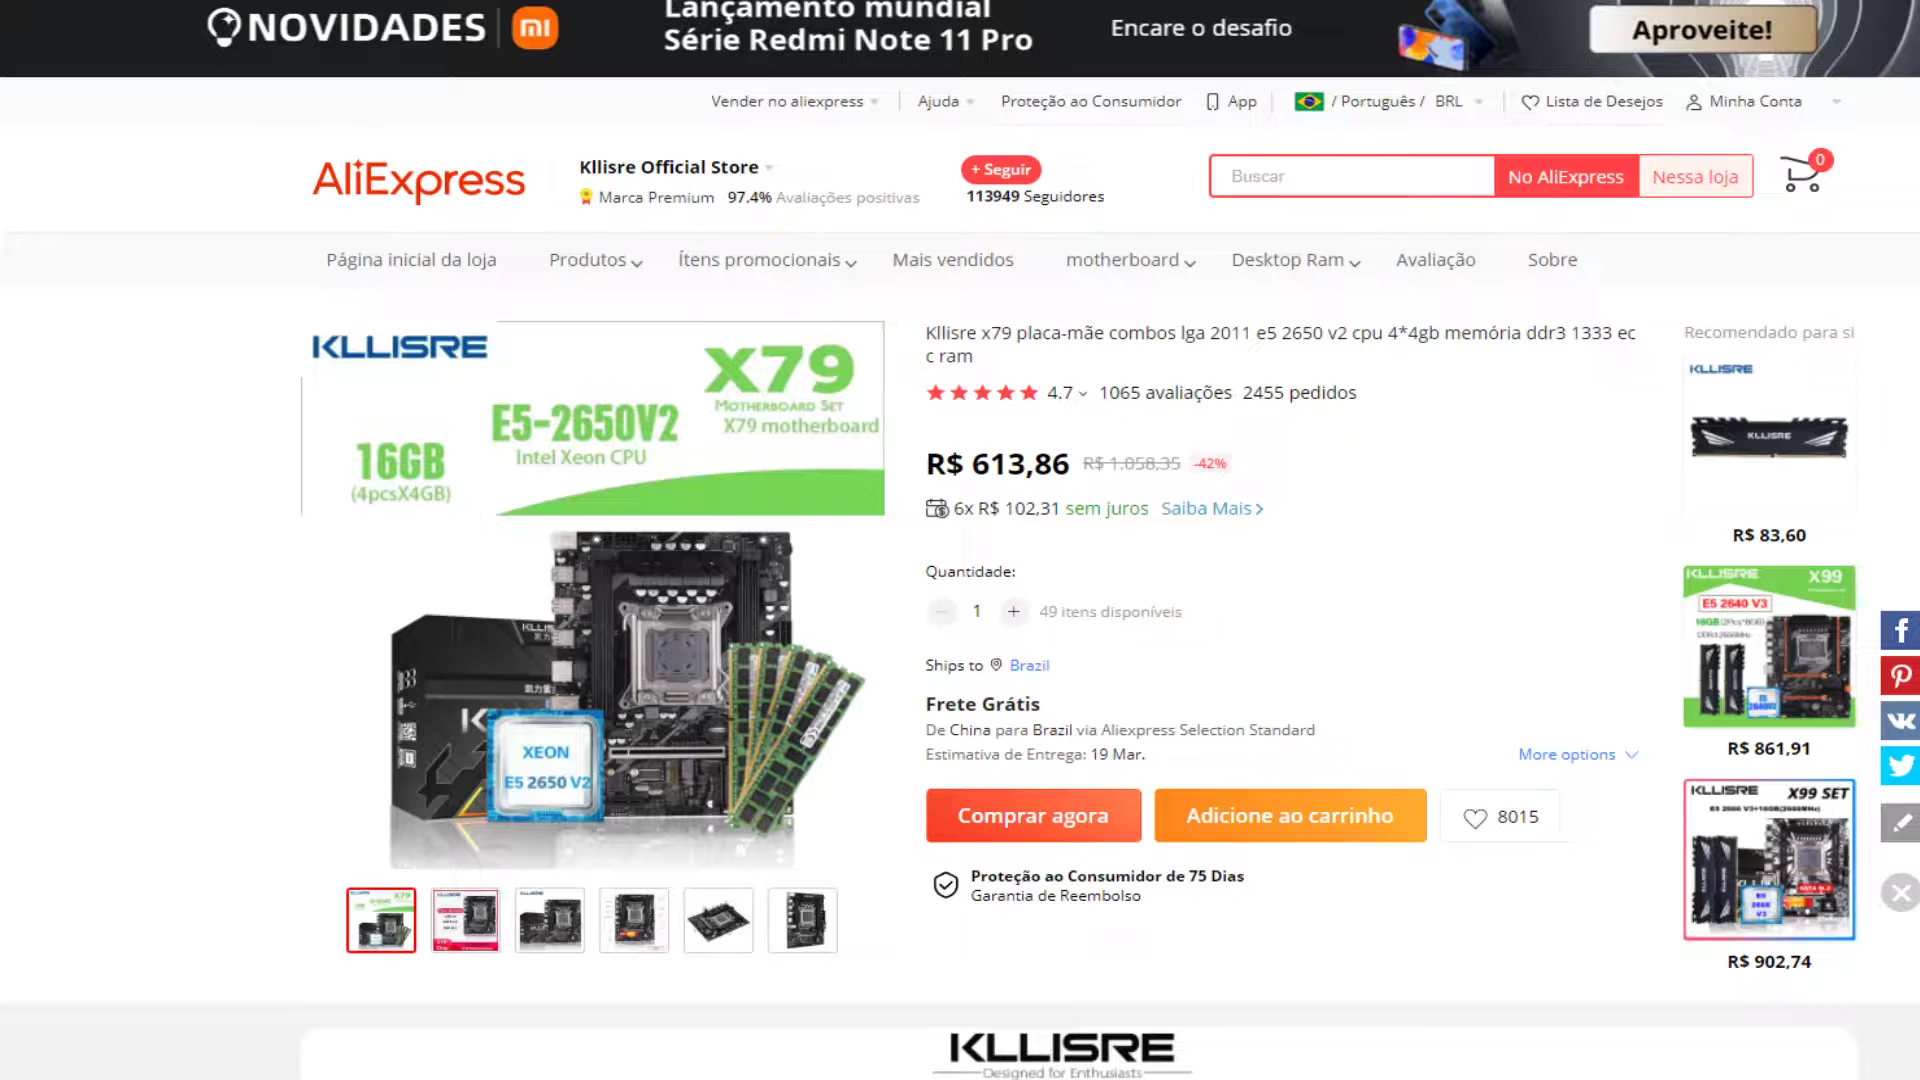 NOVIDADES
Lançamento mundial
Série Redmi Note 11 Pro
Encare o desafio
Aproveite!
Vender no aliexpress
Ajuda
Proteção ao Consumidor
App
/ Português / BRL
Lista de Desejos
Minha Conta
AliExpress
Kllisre Official Store
Marca Premium 97.4% Avaliações positivas
+ Seguir
113949 Seguidores
Buscar
No AliExpress
Nessa loja
0
Página inicial da loja
Produtos
Ítens promocionais
Mais vendidos
motherboard
Desktop Ram
Avaliação
Sobre
KLLISRE
X79
MOTHERBOARD SET
X79 motherboard
E5-2650V2
Intel Xeon CPU
16GB
(4pcsX4GB)
XEON
E5 2650 V2
Kllisre x79 placa-mãe combos lga 2011 e5 2650 v2 cpu 4*4gb memória ddr3 1333 ec
c ram
4.7 1065 avaliações 2455 pedidos
R$ 613,86 R$ 1.058,35 -42%
6x R$ 102,31 sem juros Saiba Mais
Quantidade:
1 + 49 itens disponíveis
Ships to Brazil
Frete Grátis
De China para Brazil via Aliexpress Selection Standard
Estimativa de Entrega: 19 Mar.
More options
Comprar agora
Adicione ao carrinho
8015
Proteção ao Consumidor de 75 Dias
Garantia de Reembolso
Recomendado para si
KLLISRE
KLLISRE
R$ 83,60
KLLISRE X99
E5 2640 V3
R$ 861,91
KLLISRE X99 SET
R$ 902,74
KLLISRE
Designed for Enthusiasts